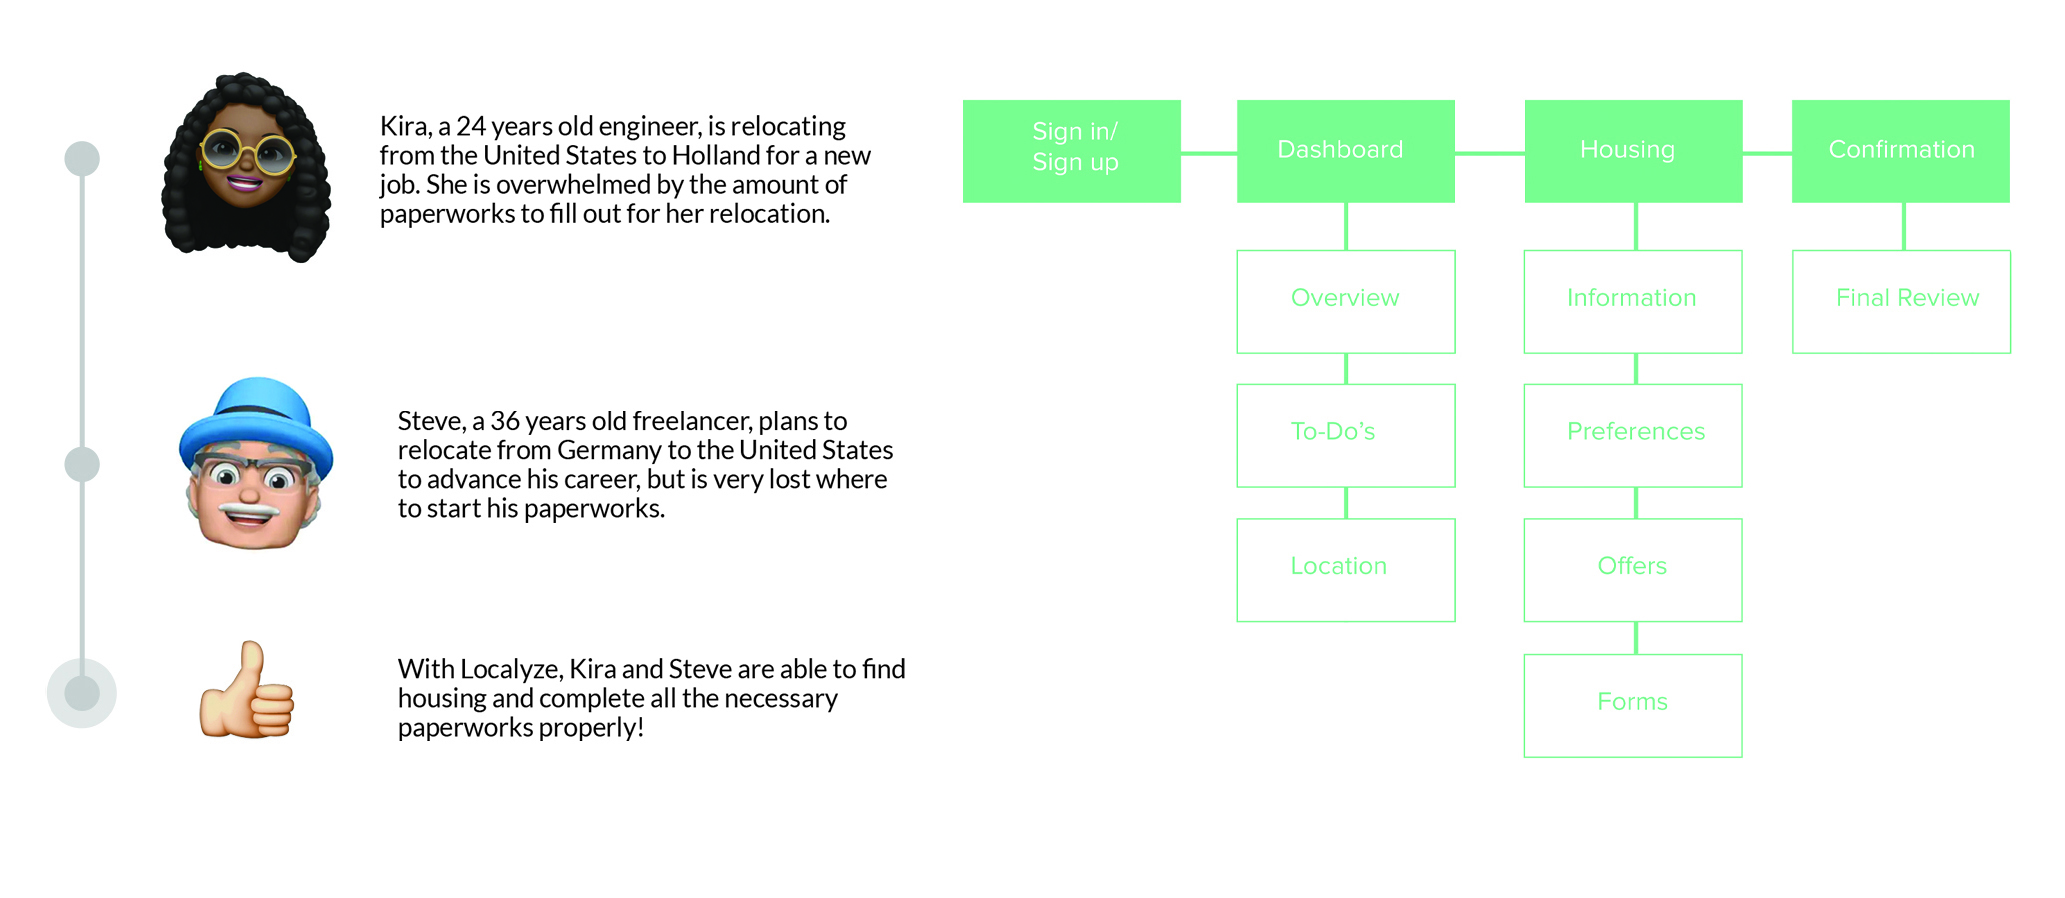 Kira, a 24 years old engineer, is relocating
from the United States to Holland for a new
job. She is overwhelmed by the amount of
paperworks to fill out for her relocation.
Steve, a 36 years old freelancer, plans to
relocate from Germany to the United States
to advance his career, but is very lost where
to start his paperworks.
With Localyze, Kira and Steve are able to find
housing and complete all the necessary
paperworks properly!
Sign in/
Sign up
Dashboard
Housing
Confirmation
Overview
Information
Final Review
To-Do’s
Preferences
Location
Offers
Forms